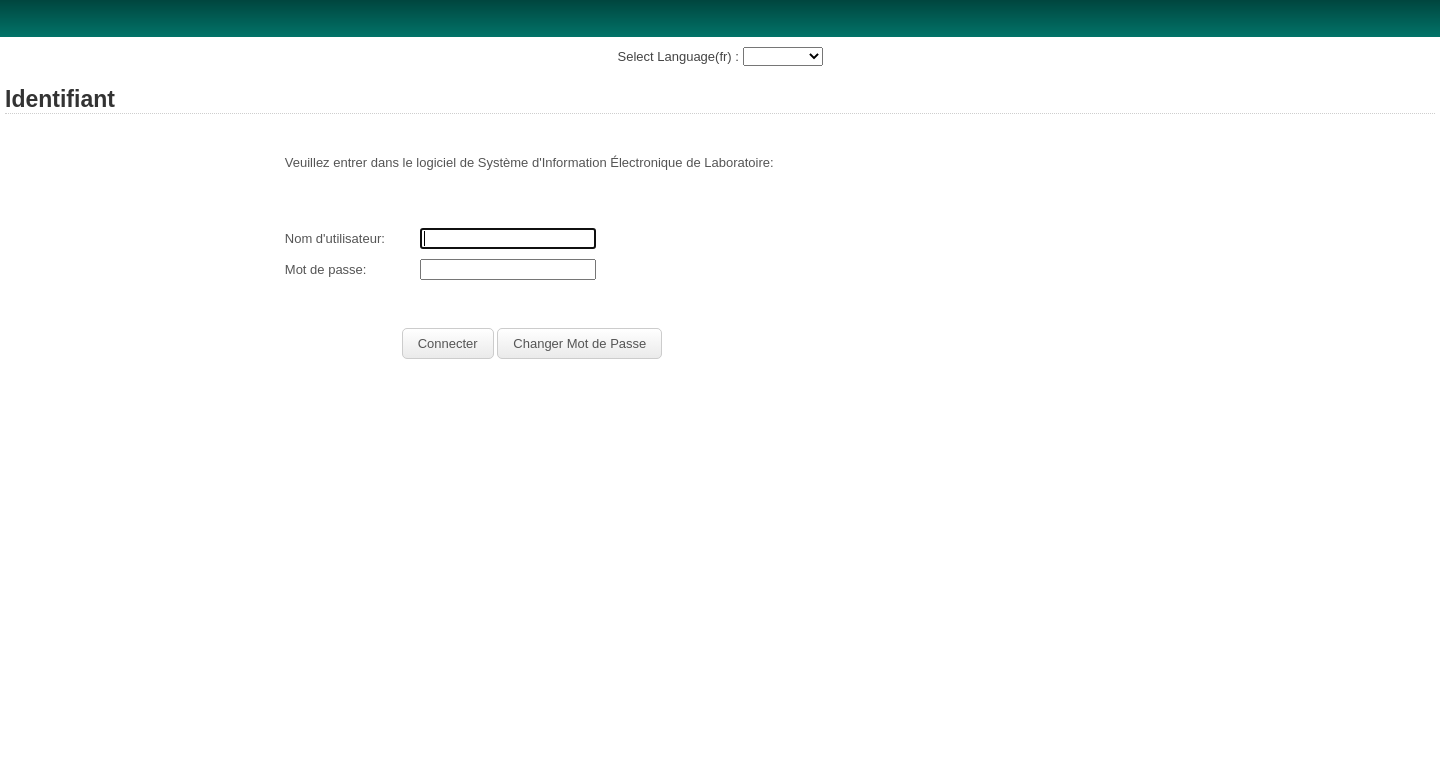 Select Language(fr) :
Identifiant
Veuillez entrer dans le logiciel de Système d'Information Électronique de Laboratoire:
Nom d'utilisateur:
Mot de passe:
Connecter Changer Mot de Passe